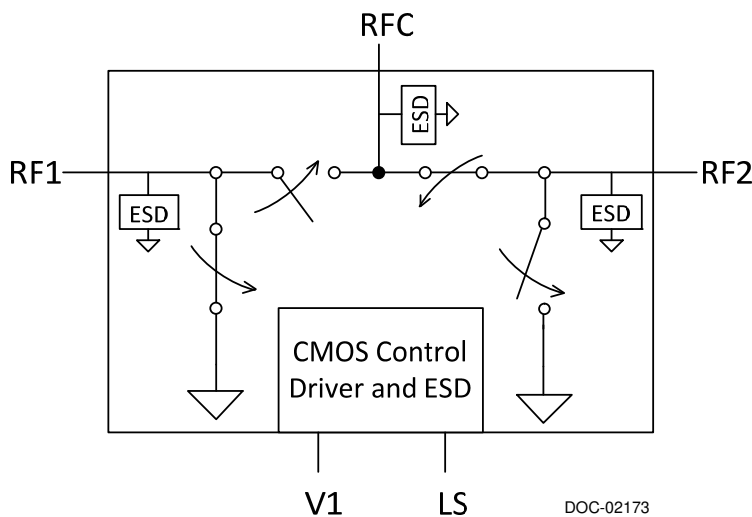 RFC
ESD
RF1
RF2
ESD
ESD
CMOS Control
Driver and ESD
V1
LS
DOC-02173